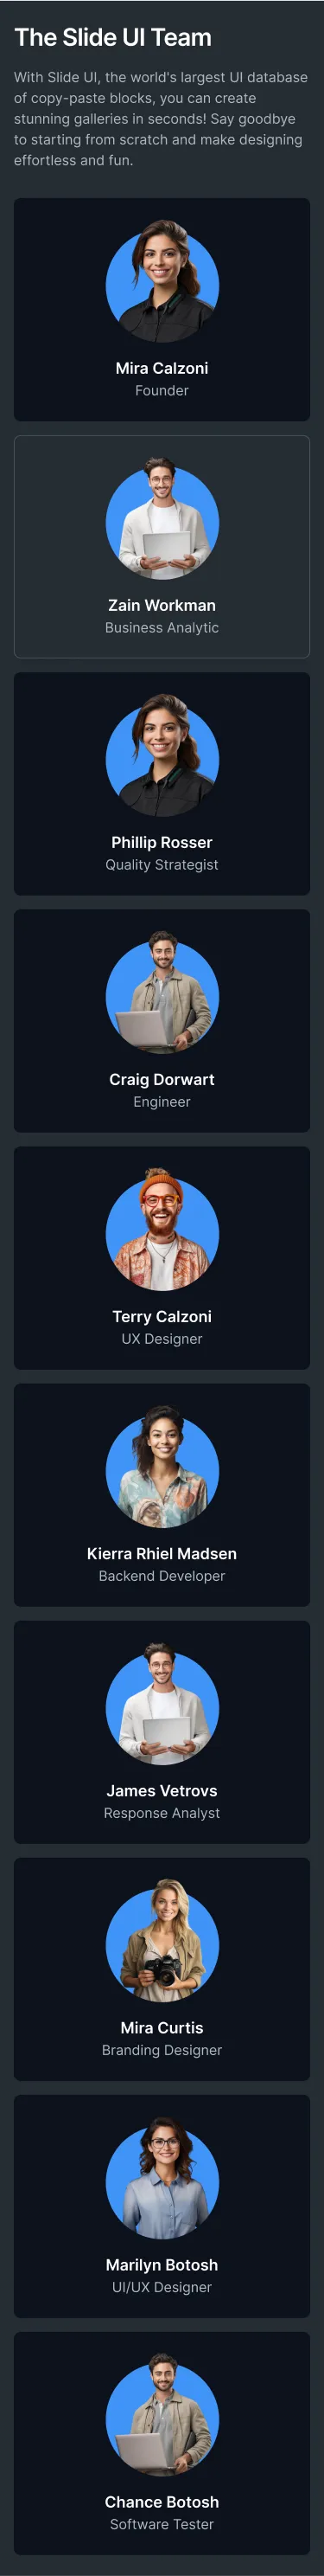 The Slide UI Team
With Slide UI, the world's largest UI database
of copy-paste blocks, you can create
stunning galleries in seconds! Say goodbye
to starting from scratch and make designing
effortless and fun.
Mira Calzoni
Founder
Zain Workman
Business Analytic
Phillip Rosser
Quality Strategist
Craig Dorwart
Engineer
Terry Calzoni
UX Designer
Kierra Rhiel Madsen
Backend Developer
James Vetrovs
Response Analyst
Mira Curtis
Branding Designer
Marilyn Botosh
UI/UX Designer
Chance Botosh
Software Tester